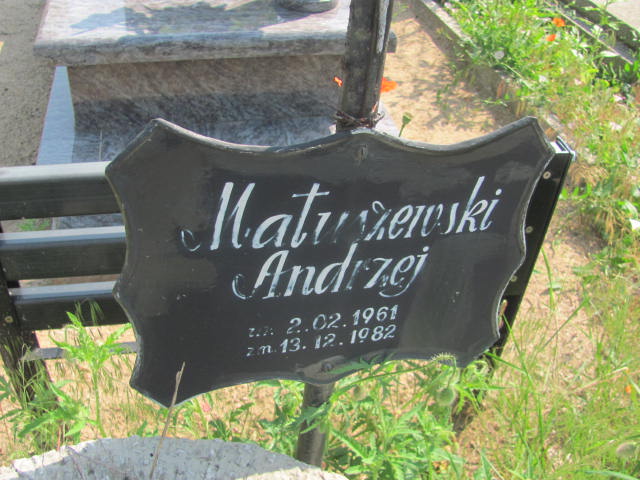 Matuszewski
Andrzej
ur. 2.02.1961
zm. 13.12.1982